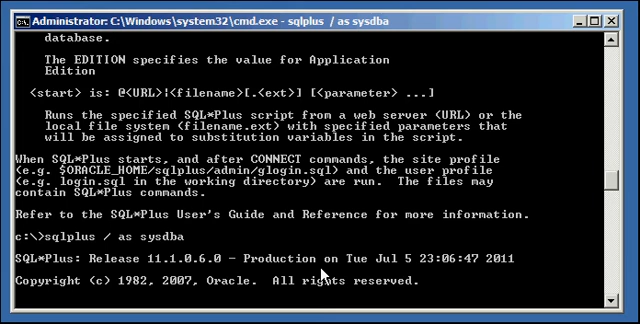 Administrator: C:\Windows\system32\cmd.exe - sqlplus / as sysdba
database.
The EDITION specifies the value for Application
Edition
<start> is: @<URL>|<filename>[.<ext>] [<parameter> ...]
Runs the specified SQL*Plus script from a web server (URL) or the
local file system (filename.ext) with specified parameters that
will be assigned to substitution variables in the script.
When SQL*Plus starts, and after CONNECT commands, the site profile
(e.g. $ORACLE_HOME/sqlplus/admin/glogin.sql) and the user profile
(e.g. login.sql in the working directory) are run.  The files may
contain SQL*Plus commands.
Refer to the SQL*Plus User's Guide and Reference for more information.
c:\>sqlplus / as sysdba
SQL*Plus: Release 11.1.0.6.0 - Production on Tue Jul 5 23:06:47 2011
Copyright (c) 1982, 2007, Oracle.  All rights reserved.